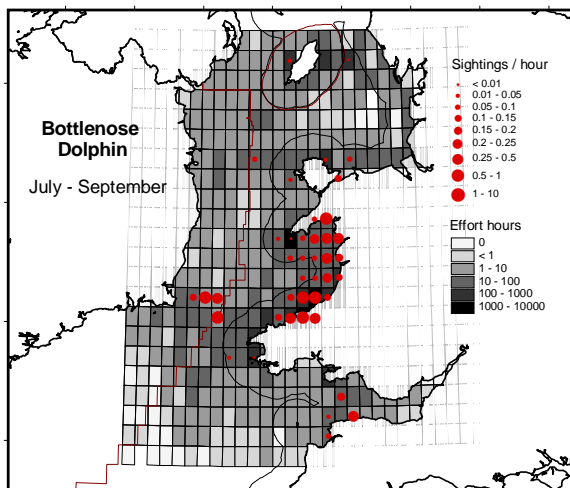 Bottlenose
Dolphin
July - September
Sightings / hour
< 0.01
0.01 - 0.05
0.05 - 0.1
0.1 - 0.15
0.15 - 0.2
0.2 - 0.25
0.25 - 0.5
0.5 - 1
1 - 10
Effort hours
0
< 1
1 - 10
10 - 100
100 - 1000
1000 - 10000